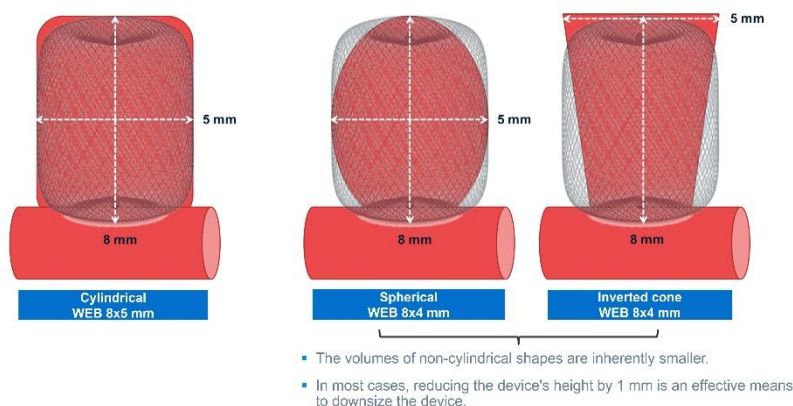 5 mm
5 mm
5 mm
8 mm
8 mm
8 mm
Cylindrical
WEB 8x5 mm
Spherical
WEB 8x4 mm
Inverted cone
WEB 8x4 mm
The volumes of non-cylindrical shapes are inherently smaller.
In most cases, reducing the device's height by 1 mm is an effective means
to downsize the device.